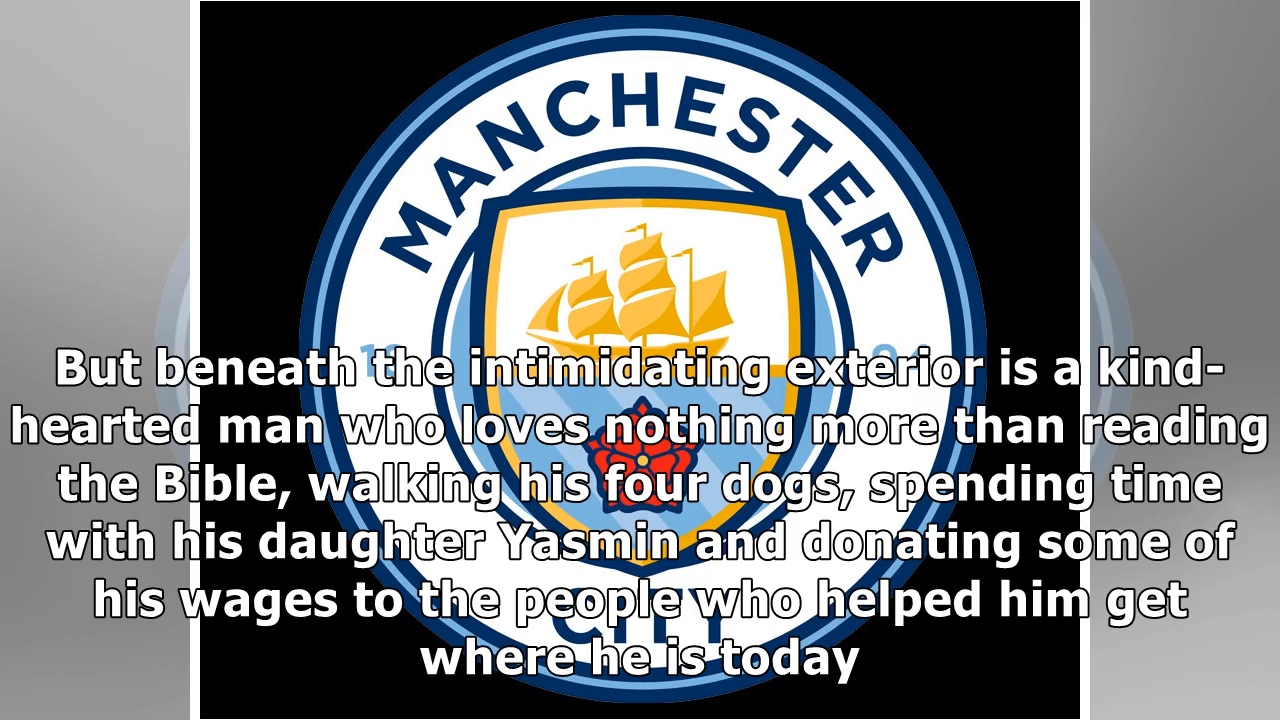 MANCHESTER
But beneath the intimidating exterior is a kind-
hearted man who loves nothing more than reading
the Bible, walking his four dogs, spending time
with his daughter Yasmin and donating some of
his wages to the people who helped him get
where he is today
CITY